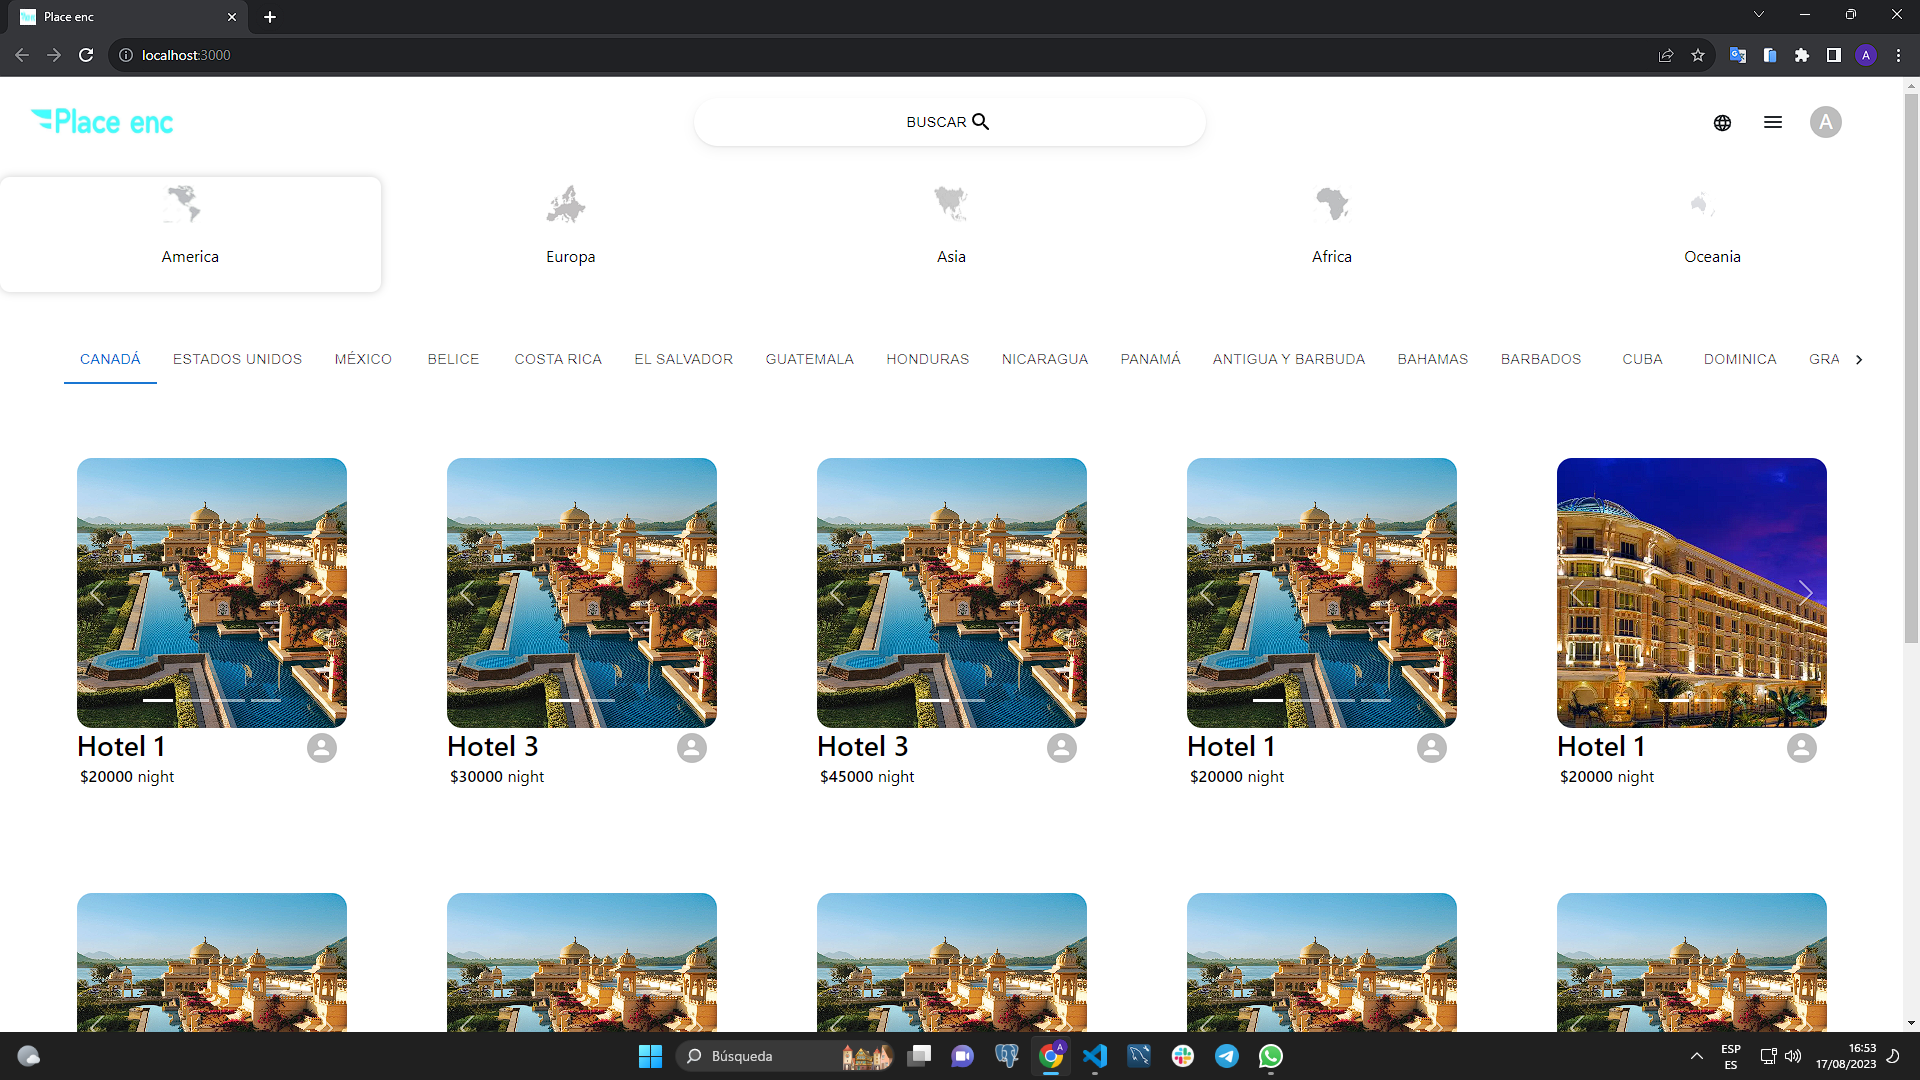 Place enc
localhost:3000
A
Place enc
BUSCAR
A
America
Europa
Asia
Africa
Oceania
CANADÁ
ESTADOS UNIDOS
MÉXICO
BELICE
COSTA RICA
EL SALVADOR
GUATEMALA
HONDURAS
NICARAGUA
PANAMÁ
ANTIGUA Y BARBUDA
BAHAMAS
BARBADOS
CUBA
DOMINICA
GRA
Hotel 1
$20000 night
Hotel 3
$30000 night
Hotel 3
$45000 night
Hotel 1
$20000 night
Hotel 1
$20000 night
Búsqueda
A
ESP
ES
16:53
17/08/2023